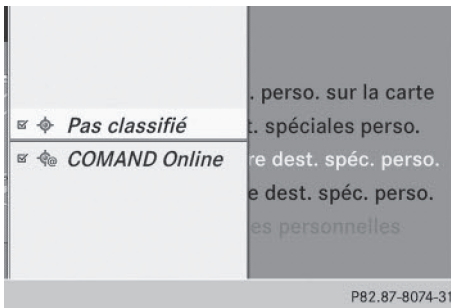 . perso. sur la carte
Pas classifié
t. spéciales perso.
COMAND Online
re dest. spéc. perso.
e dest. spéc. perso.
es personnelles
P82.87-8074-31